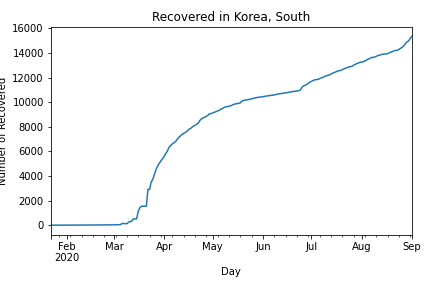 Recovered in Korea, South
16000
14000
12000
10000
8000
6000
4000
2000
0
Number of Recovered
Feb Mar Apr May Jun Jul Aug Sep
2020
Day